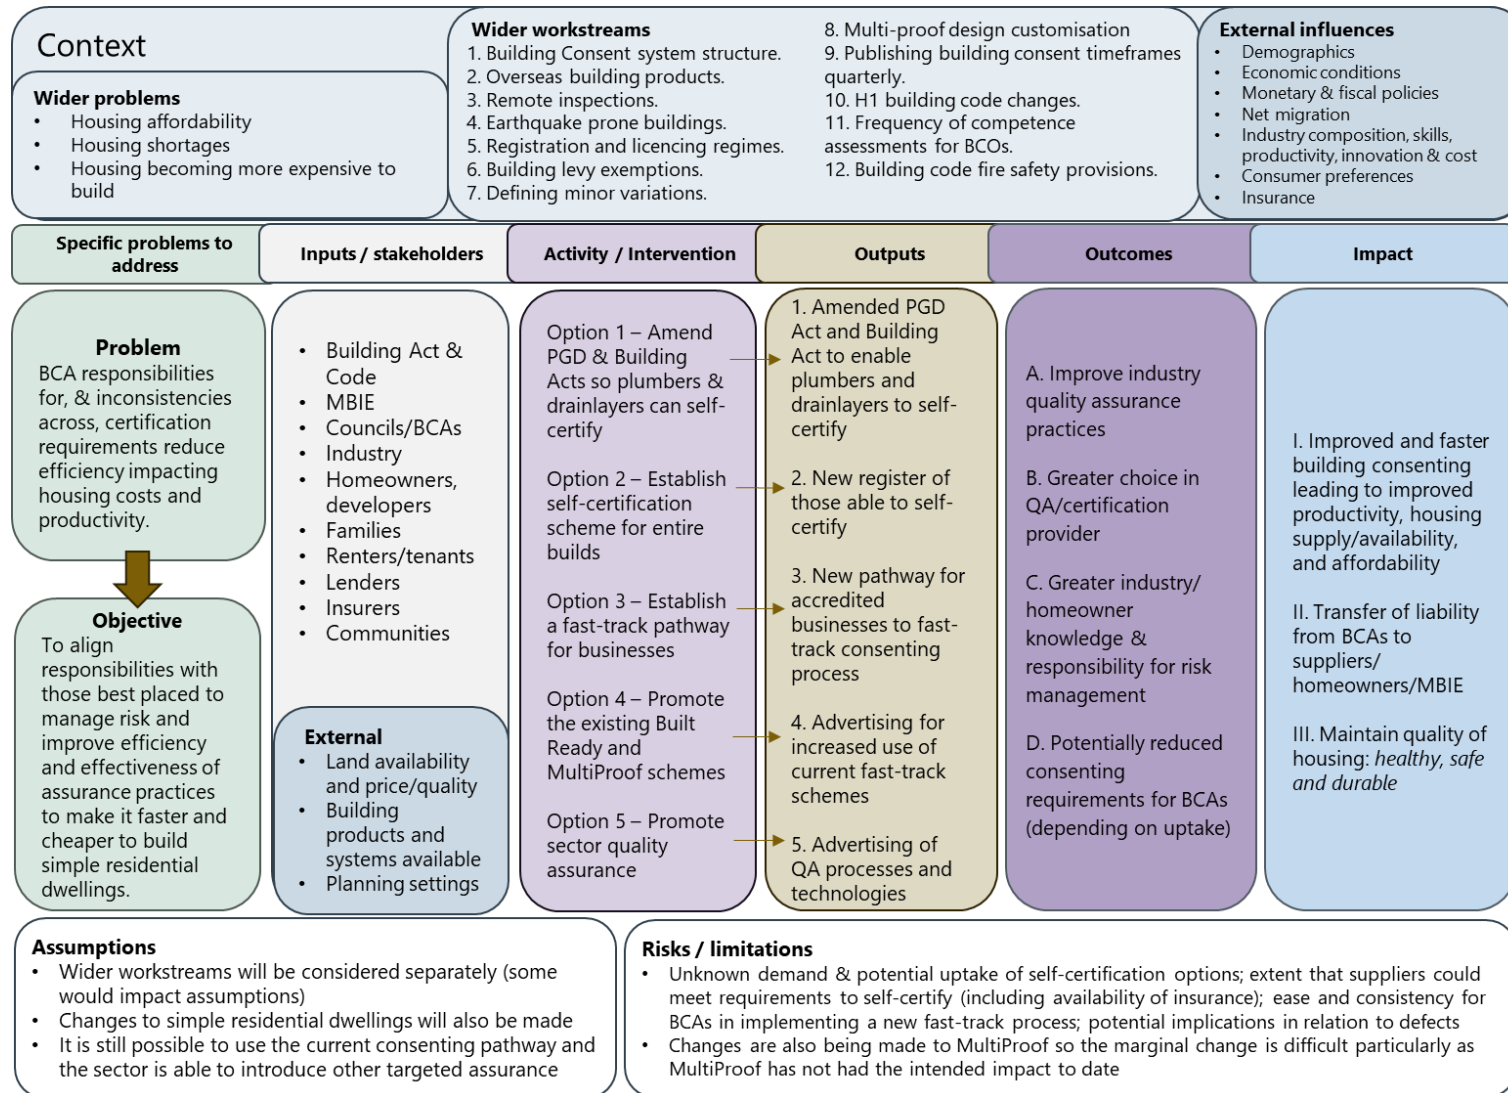 Context
Wider problems
• Housing affordability
• Housing shortages
• Housing becoming more expensive to
build
Wider workstreams
1. Building Consent system structure.
2. Overseas building products.
3. Remote inspections.
4. Earthquake prone buildings.
5. Registration and licencing regimes.
6. Building levy exemptions.
7. Defining minor variations.
8. Multi-proof design customisation
9. Publishing building consent timeframes
quarterly.
10. H1 building code changes.
11. Frequency of competence
assessments for BCOs.
12. Building code fire safety provisions.
External influences
• Demographics
• Economic conditions
• Monetary & fiscal policies
• Net migration
• Industry composition, skills,
productivity, innovation & cost
• Consumer preferences
• Insurance
Specific problems to
address
Inputs / stakeholders
Activity / Intervention
Outputs
Outcomes
Impact
Problem
BCA responsibilities
for, & inconsistencies
across, certification
requirements reduce
efficiency impacting
housing costs and
productivity.
Objective
To align
responsibilities with
those best placed to
manage risk and
improve efficiency
and effectiveness of
assurance practices
to make it faster and
cheaper to build
simple residential
dwellings.
• Building Act &
Code
• MBIE
• Councils/BCAs
• Industry
• Homeowners,
developers
• Families
• Renters/tenants
• Lenders
• Insurers
• Communities
External
• Land availability
and price/quality
• Building
products and
systems available
• Planning settings
Option 1 – Amend
PGD & Building
Acts so plumbers &
drainlayers can self-
certify
Option 2 – Establish
self-certification
scheme for entire
builds
Option 3 – Establish
a fast-track pathway
for businesses
Option 4 – Promote
the existing Built
Ready and
MultiProof schemes
Option 5 – Promote
sector quality
assurance
1. Amended PGD
Act and Building
Act to enable
plumbers and
drainlayers to self-
certify
2. New register of
those able to self-
certify
3. New pathway for
accredited
businesses to fast-
track consenting
process
4. Advertising for
increased use of
current fast-track
schemes
5. Advertising of
QA processes and
technologies
A. Improve industry
quality assurance
practices
B. Greater choice in
QA/certification
provider
C. Greater industry/
homeowner
knowledge &
responsibility for risk
management
D. Potentially reduced
consenting
requirements for BCAs
(depending on uptake)
I. Improved and faster
building consenting
leading to improved
productivity, housing
supply/availability,
and affordability
II. Transfer of liability
from BCAs to
suppliers/
homeowners/MBIE
III. Maintain quality of
housing: healthy, safe
and durable
Assumptions
• Wider workstreams will be considered separately (some
would impact assumptions)
• Changes to simple residential dwellings will also be made
• It is still possible to use the current consenting pathway and
the sector is able to introduce other targeted assurance
Risks / limitations
• Unknown demand & potential uptake of self-certification options; extent that suppliers could
meet requirements to self-certify (including availability of insurance); ease and consistency for
BCAs in implementing a new fast-track process; potential implications in relation to defects
• Changes are also being made to MultiProof so the marginal change is difficult particularly as
MultiProof has not had the intended impact to date